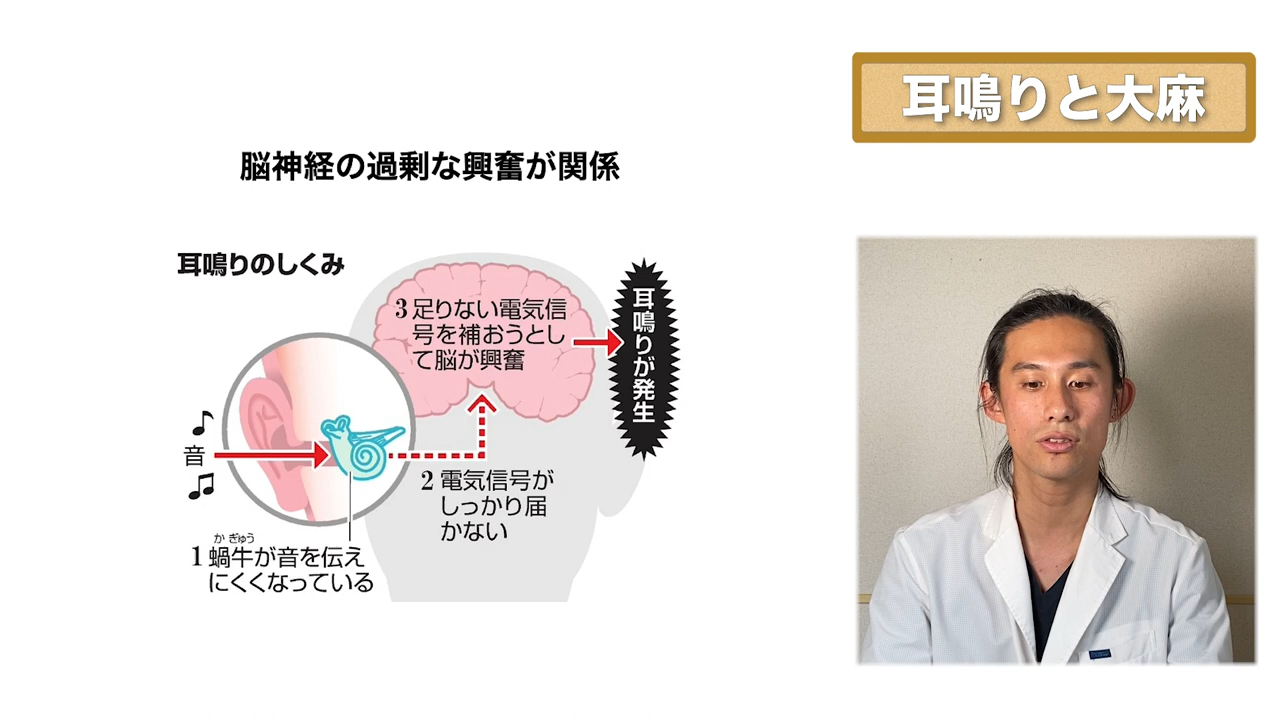 耳鳴りと大麻
脳神経の過剰な興奮が関係
耳鳴りのしくみ
3 足りない電気信
号を補おうとし
て脳が興奮
耳鳴りが発生
音
2 電気信号が
しっかり届
かない
か ぎゅう
1 蝸牛が音を伝え
にくくなっている